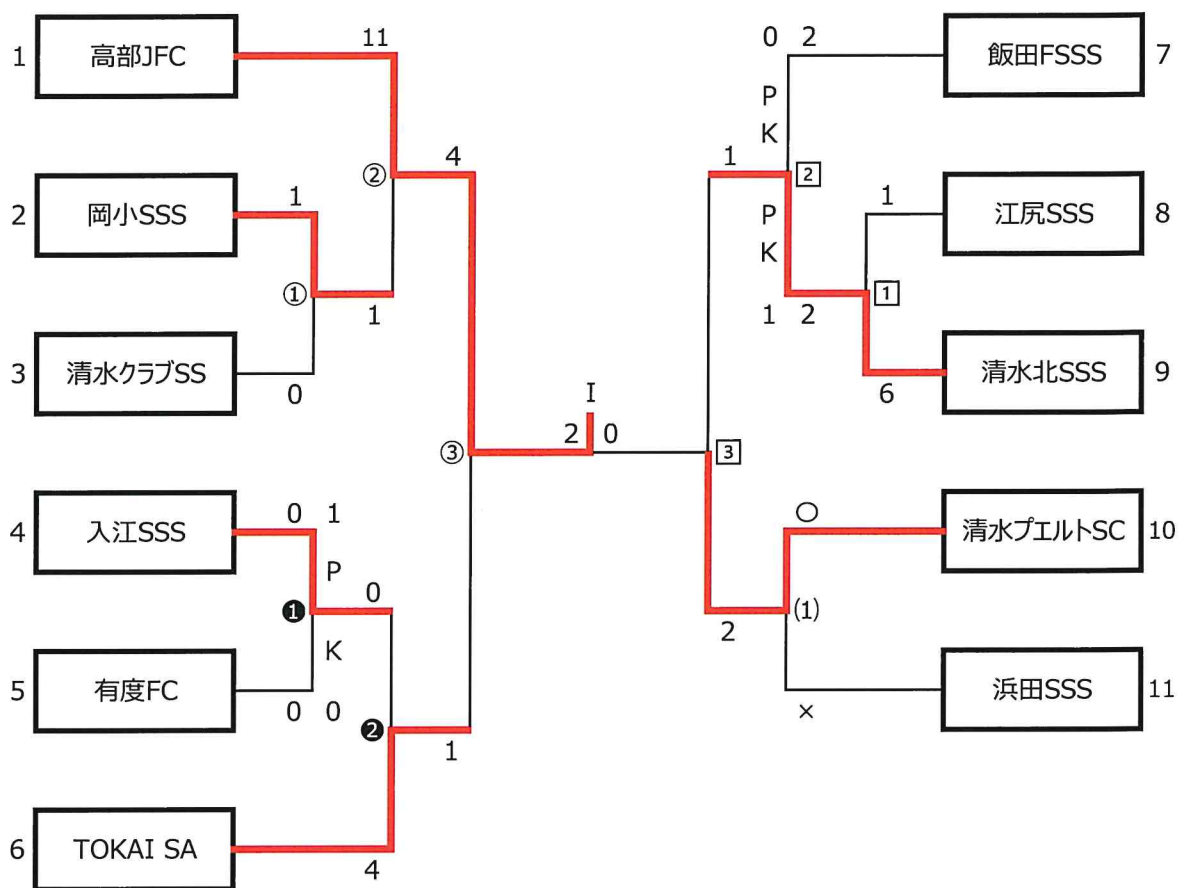 1 高部JFC 11
② 4
2 岡小SSS 1
① 1
3 清水クラブSS 0
③ 2 I 0
4 入江SSS 0 1
P
❶ 0
K
5 有度FC 0 0
❷ 1
6 TOKAI SA 4
0 2 飯田FSSS 7
P
K
1 2
P
K
1 江尻SSS 8
1 2 1
6 清水北SSS 9
3
○ 清水プエルトSC 10
2 (1)
× 浜田SSS 11